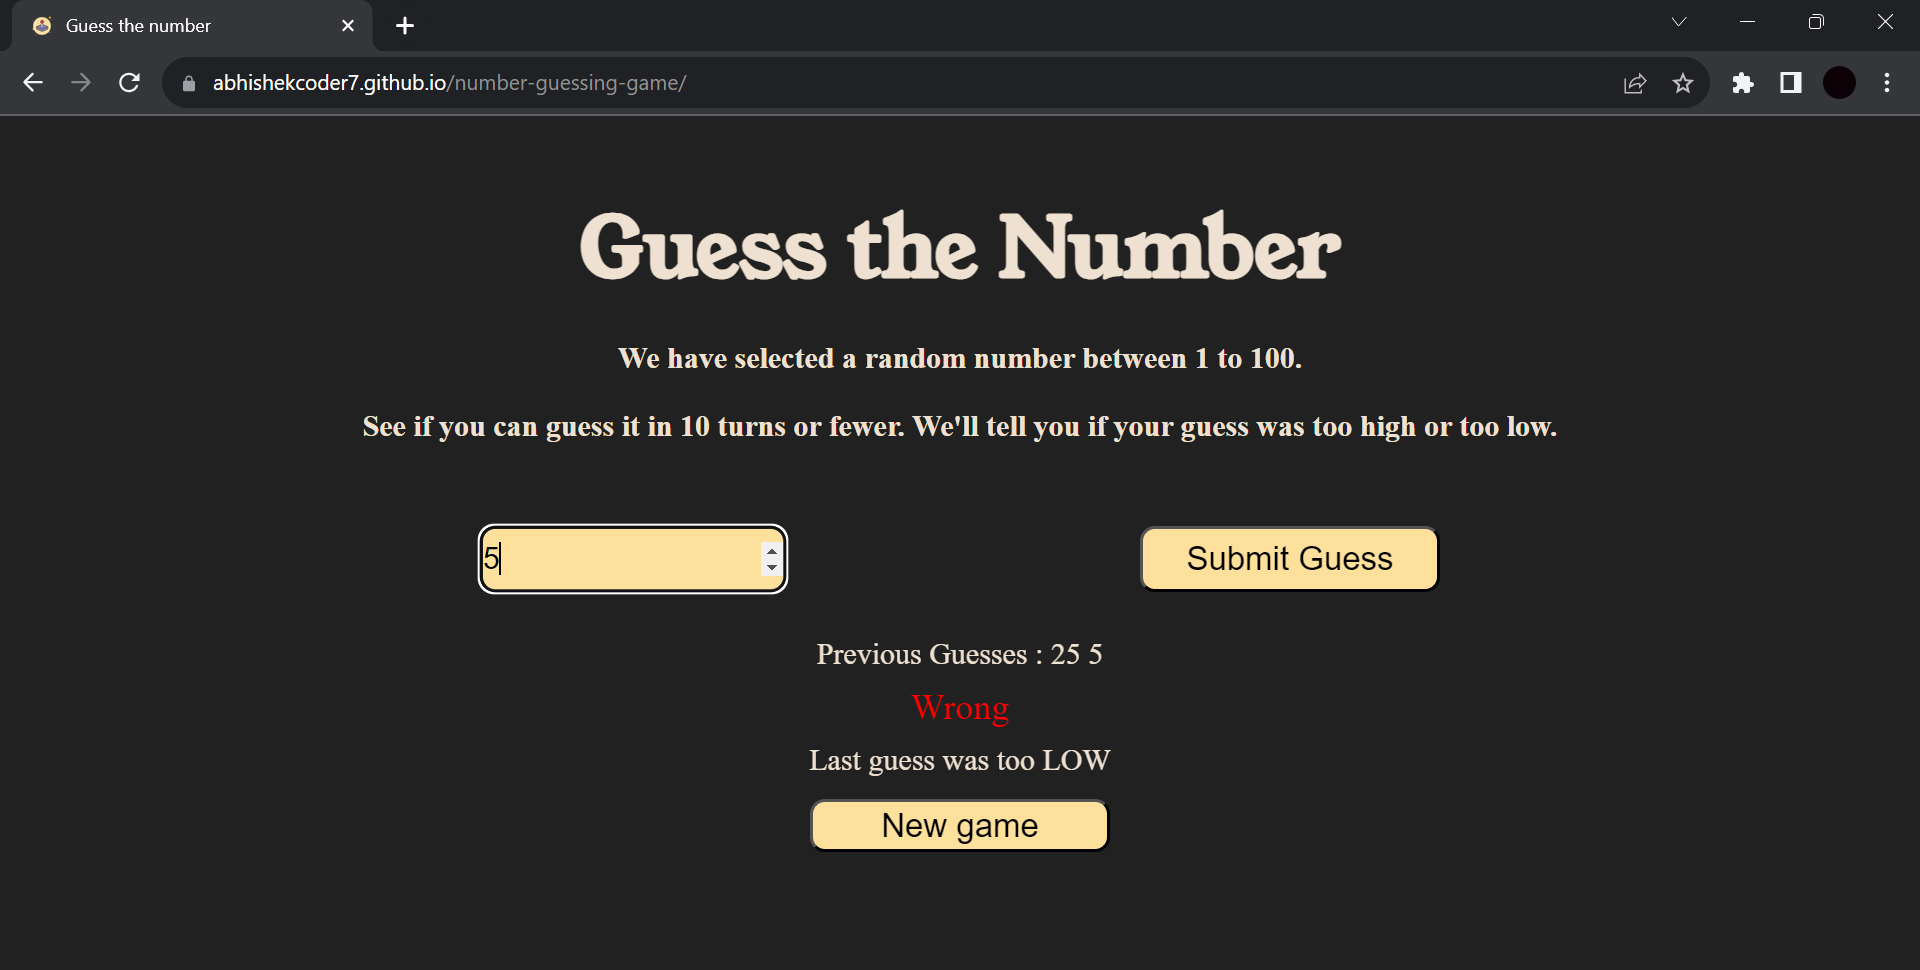 Guess the number
abhishekcoder7.github.io/number-guessing-game/
Guess the Number
We have selected a random number between 1 to 100.
See if you can guess it in 10 turns or fewer. We'll tell you if your guess was too high or too low.
5
Submit Guess
Previous Guesses : 25 5
Wrong
Last guess was too LOW
New game